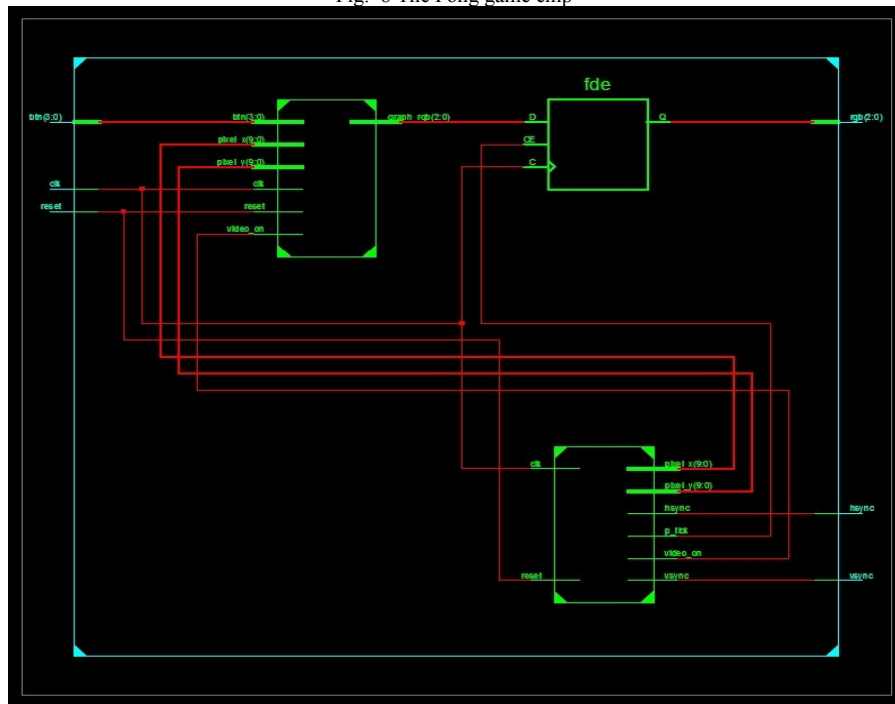 Fig. 8 The Pong game chip
fde
btn(3:0)
btn(3:0)
graph_rgb(2:0)
D
Q
rgb(2:0)
pixel_x(9:0)
CE
pixel_y(9:0)
C
clk
clk
reset
reset
video_on
clk
pixel_x(9:0)
pixel_y(9:0)
hsync
hsync
p_tick
video_on
reset
vsync
vsync